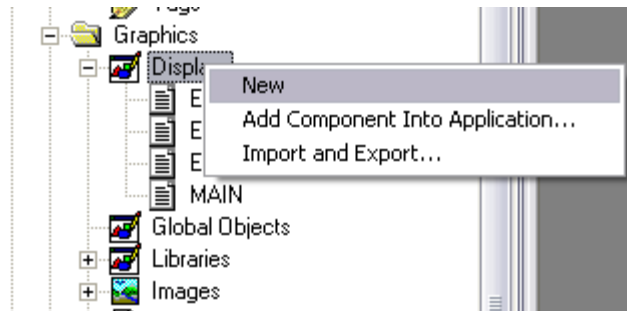 Graphics
Displa
New
E
Add Component Into Application...
E
Import and Export...
E
MAIN
Global Objects
Libraries
Images